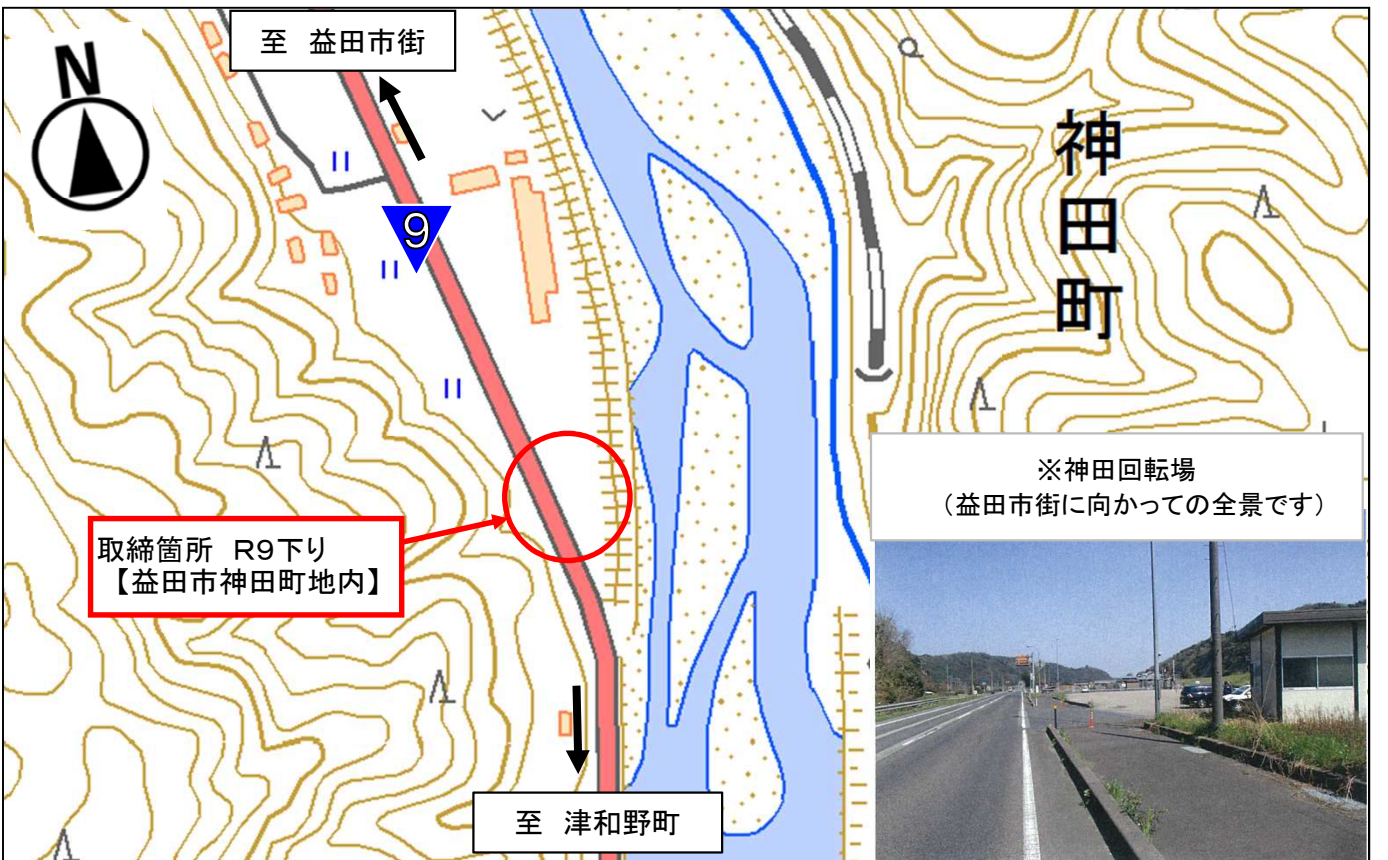 至 益田市街
N
9
神田町
※神田回転場
（益田市街に向かっての全景です）
取締箇所 R9下り
【益田市神田町地内】
至 津和野町